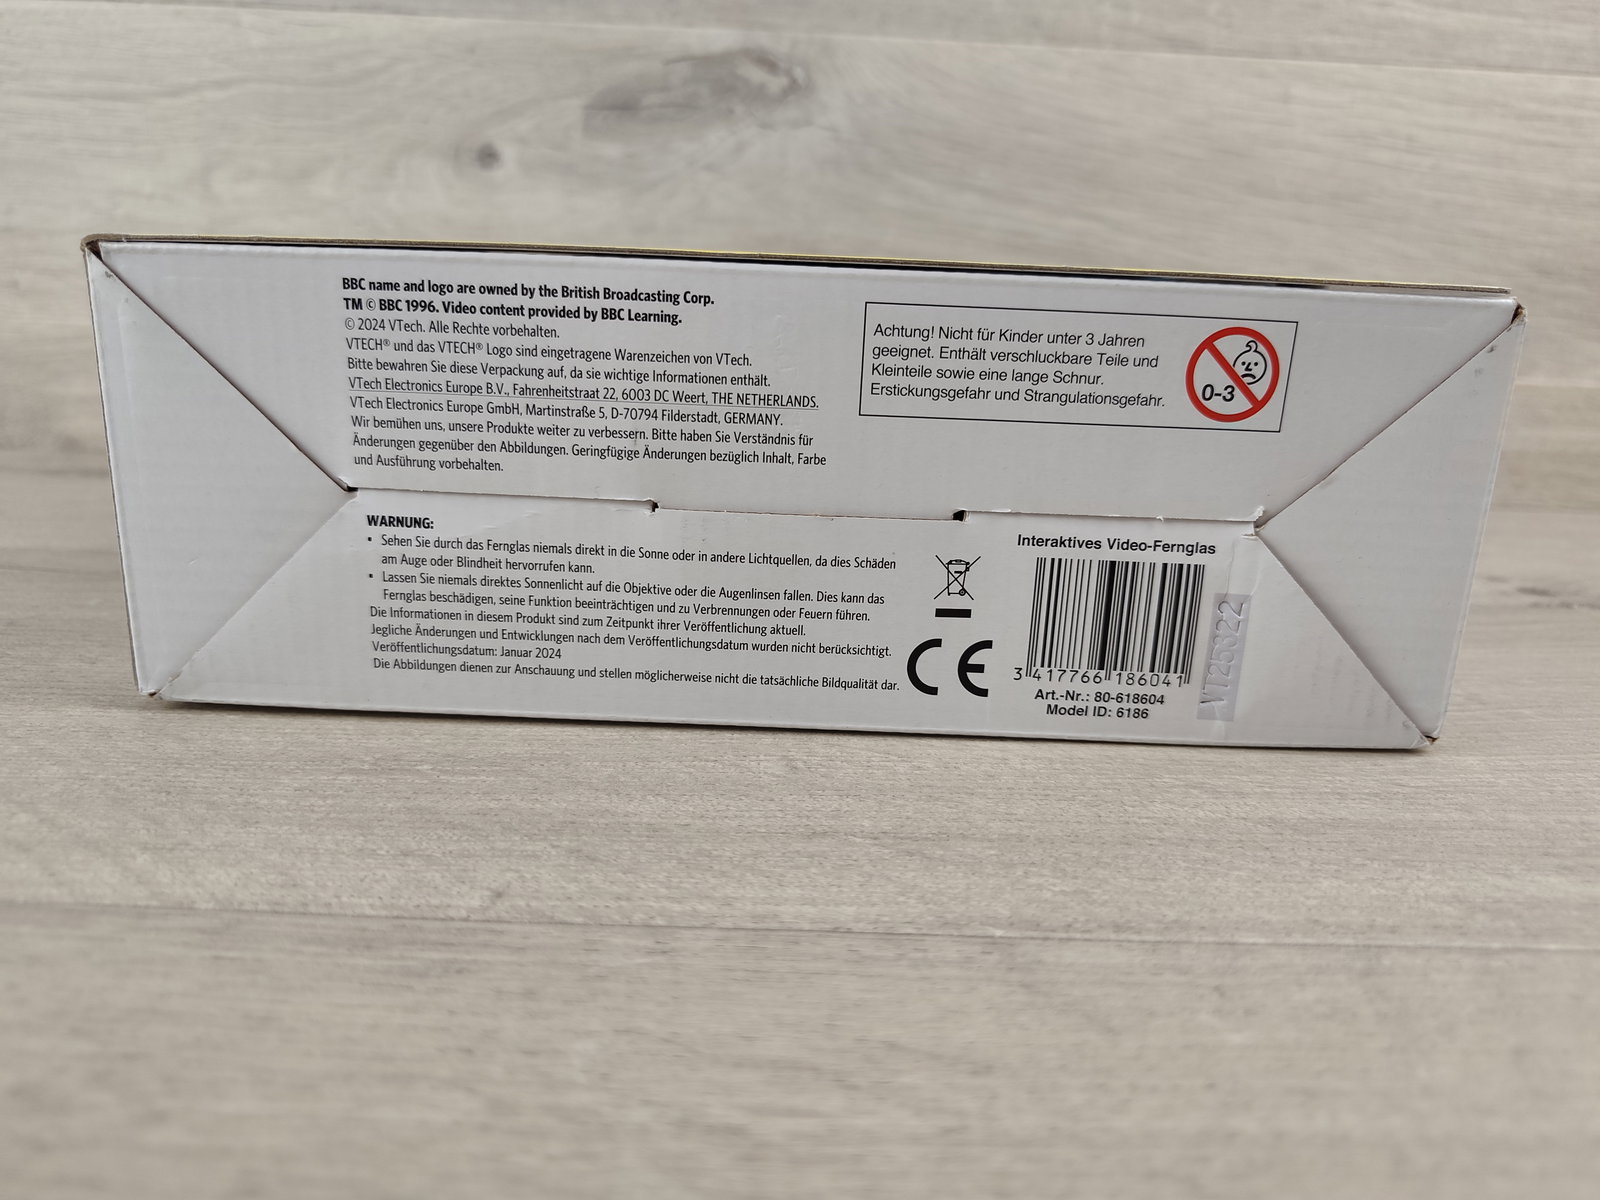 BBC name and logo are owned by the British Broadcasting Corp.
TM © BBC 1996. Video content provided by BBC Learning.
© 2024 VTech. Alle Rechte vorbehalten.
VTECH® und das VTECH® Logo sind eingetragene Warenzeichen von VTech.
Bitte bewahren Sie diese Verpackung auf, da sie wichtige Informationen enthält.
VTech Electronics Europe B.V., Fahrenheitstraat 22, 6003 DC Weert, THE NETHERLANDS.
VTech Electronics Europe GmbH, Martinstraße 5, D-70794 Filderstadt, GERMANY.
Wir bemühen uns, unsere Produkte weiter zu verbessern. Bitte haben Sie Verständnis für
Änderungen gegenüber den Abbildungen. Geringfügige Änderungen bezüglich Inhalt, Farbe
und Ausführung vorbehalten.
Achtung! Nicht für Kinder unter 3 Jahren
geeignet. Enthält verschluckbare Teile und
Kleinteile sowie eine lange Schnur.
Erstickungsgefahr und Strangulationsgefahr.
0-3
WARNUNG:
• Sehen Sie durch das Fernglas niemals direkt in die Sonne oder in andere Lichtquellen, da dies Schäden
am Auge oder Blindheit hervorrufen kann.
• Lassen Sie niemals direktes Sonnenlicht auf die Objektive oder die Augenlinsen fallen. Dies kann das
Fernglas beschädigen, seine Funktion beeinträchtigen und zu Verbrennungen oder Feuern führen.
Die Informationen in diesem Produkt sind zum Zeitpunkt ihrer Veröffentlichung aktuell.
Jegliche Änderungen und Entwicklungen nach dem Veröffentlichungsdatum wurden nicht berücksichtigt.
Veröffentlichungsdatum: Januar 2024
Die Abbildungen dienen zur Anschauung und stellen möglicherweise nicht die tatsächliche Bildqualität dar.
CE
Interaktives Video-Fernglas
3 417766 186041
Art.-Nr.: 80-618604
Model ID: 6186
VT25322